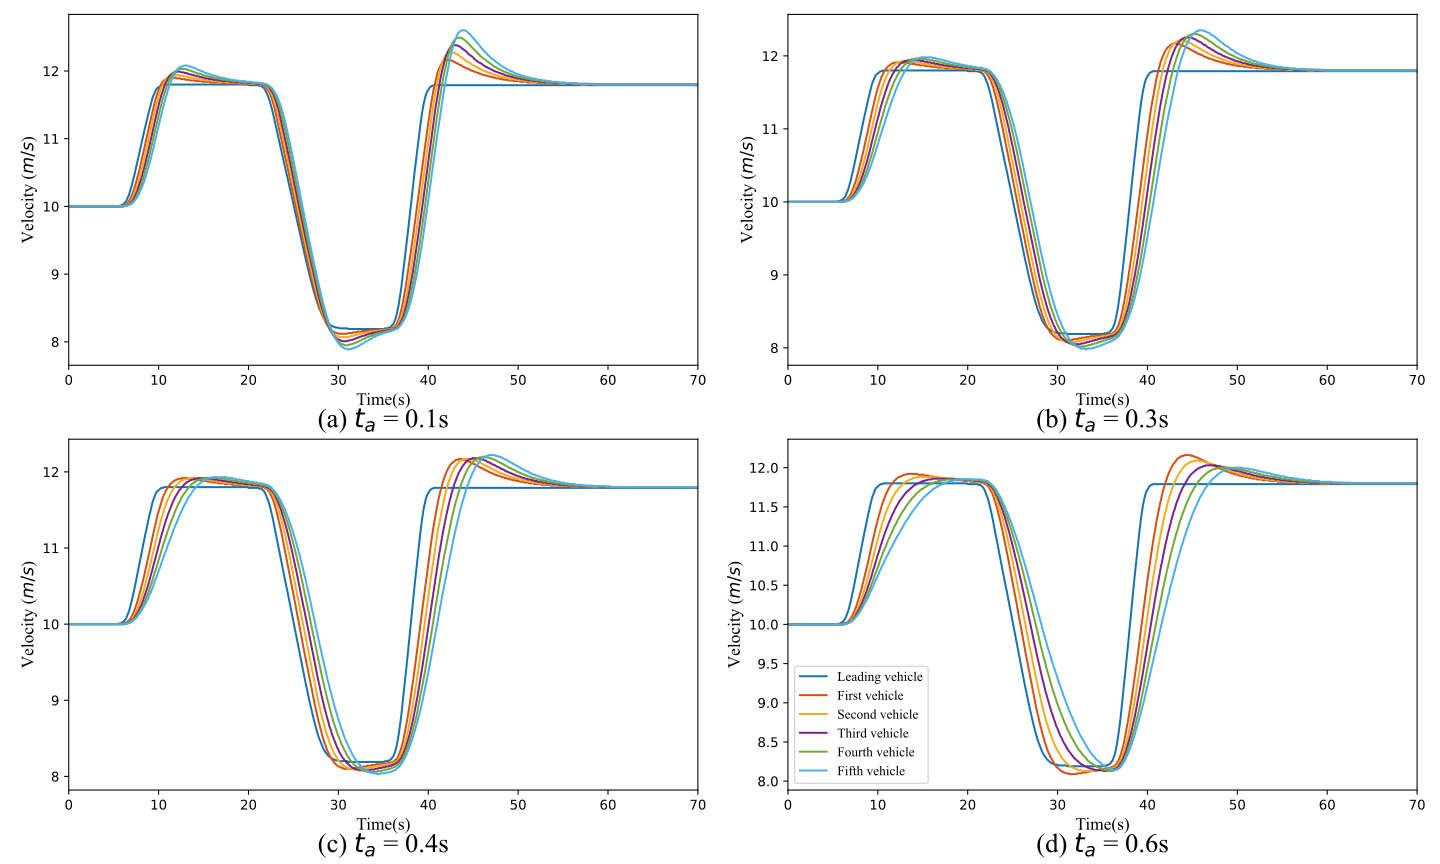 Velocity (m/s)
12
11
10
9
8
0 10 20 30 40 50 60 70
Time(s)
(a) tₐ = 0.1s
Velocity (m/s)
12
11
10
9
8
0 10 20 30 40 50 60 70
Time(s)
(b) tₐ = 0.3s
Velocity (m/s)
12
11
10
9
8
0 10 20 30 40 50 60 70
Time(s)
(c) tₐ = 0.4s
Velocity (m/s)
12.0
11.5
11.0
10.5
10.0
9.5
9.0
8.5
8.0
Leading vehicle
First vehicle
Second vehicle
Third vehicle
Fourth vehicle
Fifth vehicle
0 10 20 30 40 50 60 70
Time(s)
(d) tₐ = 0.6s